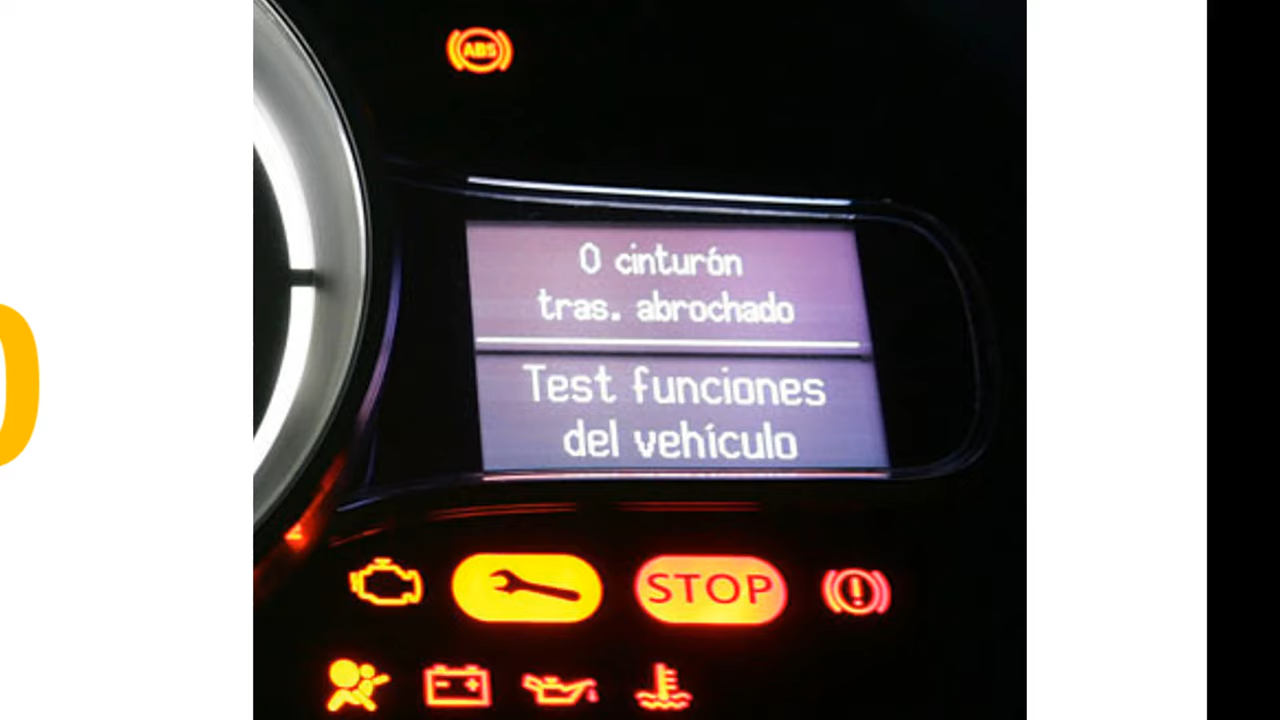 ABS
0 cinturón
tras. abrochado
Test funciones
del vehículo
STOP